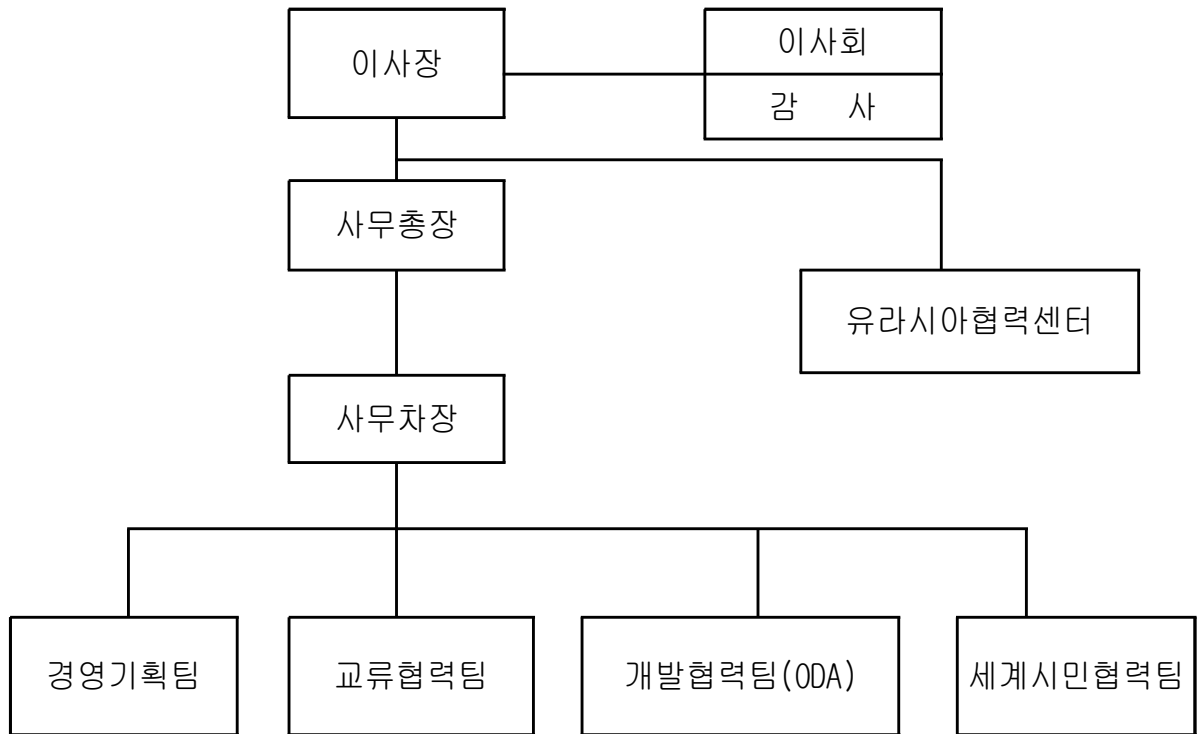 이사장
이사회
감 사
사무총장
유라시아협력센터
사무차장
경영기획팀
교류협력팀
개발협력팀(ODA)
세계시민협력팀